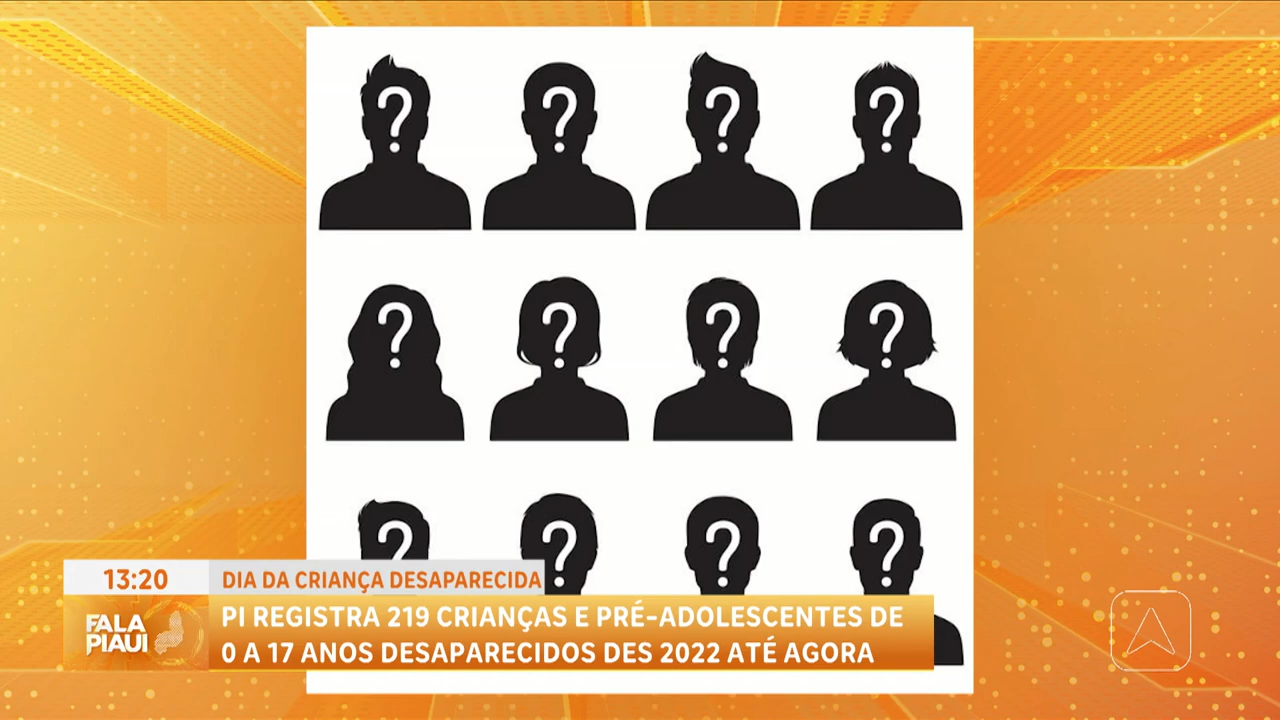 ? ? ? ?
? ? ? ?
? ? ? ?
13:20 DIA DA CRIANÇA DESAPARECIDA
FALA
PIAUÍ
PI REGISTRA 219 CRIANÇAS E PRÉ-ADOLESCENTES DE
0 A 17 ANOS DESAPARECIDOS DES 2022 ATÉ AGORA